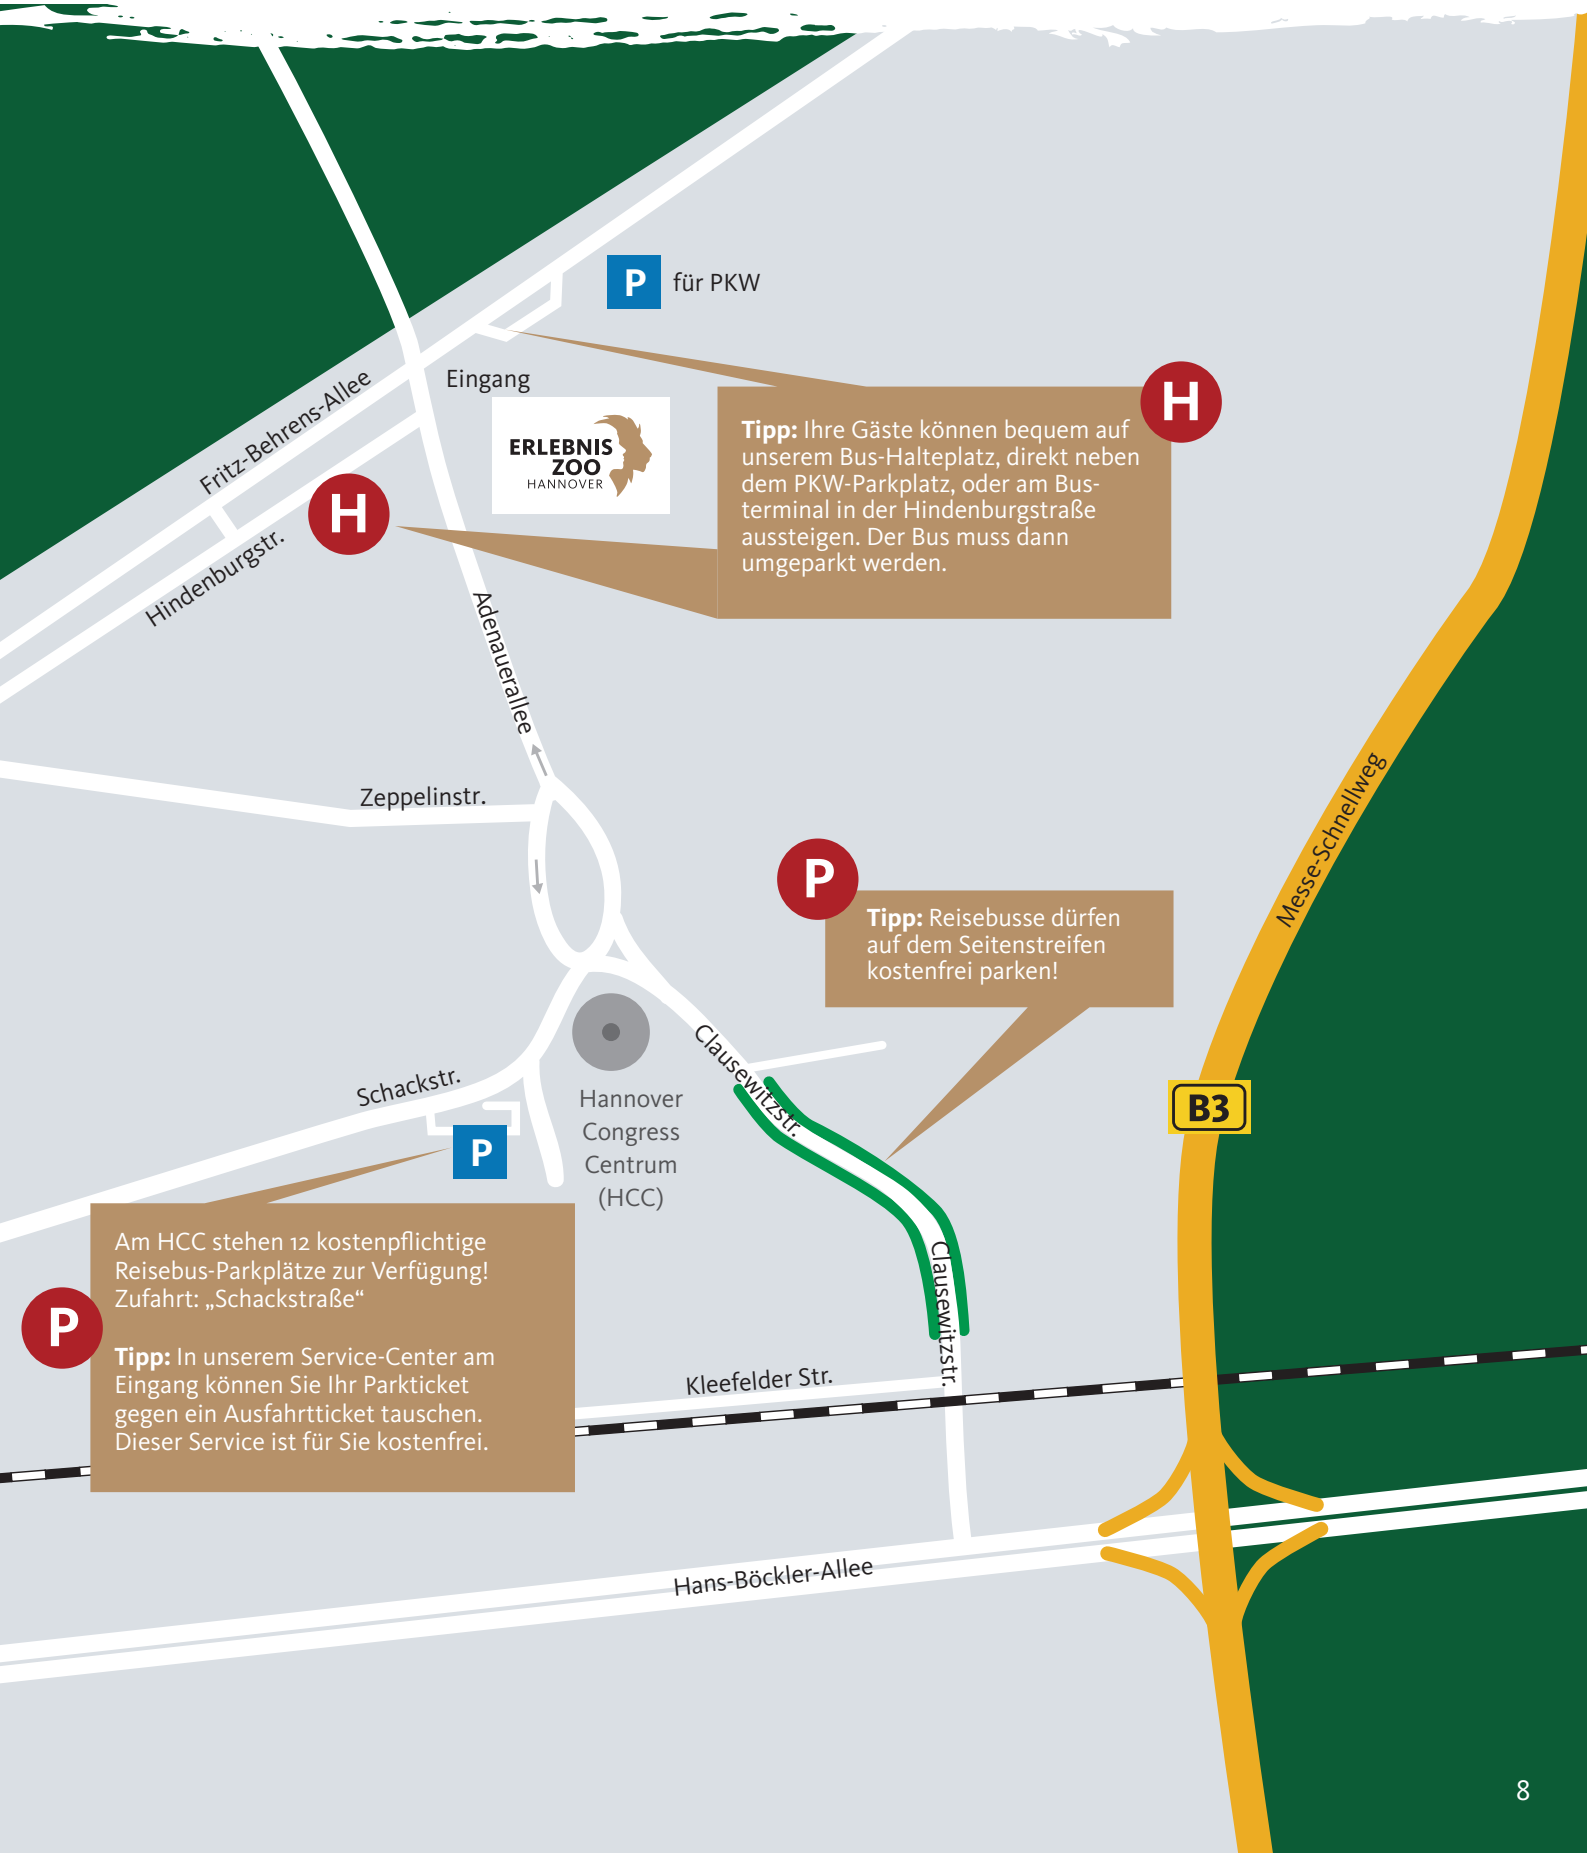 P für PKW
Eingang
Fritz-Behrens-Allee
ERLEBNIS
ZOO
HANNOVER
H
Tipp: Ihre Gäste können bequem auf
unserem Bus-Halteplatz, direkt neben
dem PKW-Parkplatz, oder am Bus-
terminal in der Hindenburgstraße
aussteigen. Der Bus muss dann
umgeparkt werden.
H
Hindenburgstr.
Adenauerallee
Zeppelinstr.
Messe-Schnellweg
P
Tipp: Reisebusse dürfen
auf dem Seitenstreifen
kostenfrei parken!
Clausewitzstr.
Schackstr.
Hannover
Congress
Centrum
(HCC)
B3
P
Am HCC stehen 12 kostenpflichtige
Reisebus-Parkplätze zur Verfügung!
Zufahrt: „Schackstraße“
P
Tipp: In unserem Service-Center am
Eingang können Sie Ihr Parkticket
gegen ein Ausfahrtticket tauschen.
Dieser Service ist für Sie kostenfrei.
Clausewitzstr.
Kleefelder Str.
Hans-Böckler-Allee
8